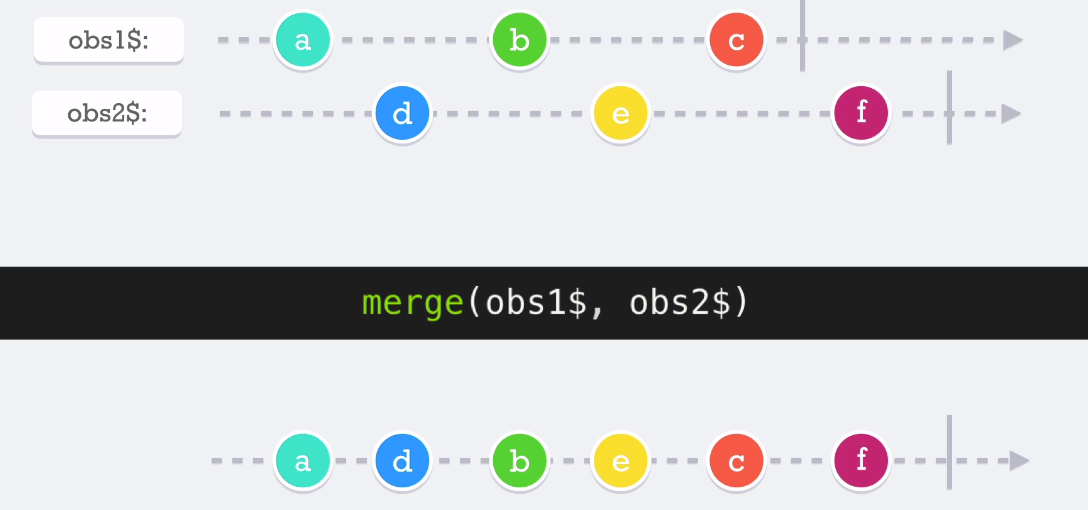 obs1$: a b c
obs2$: d e f
merge(obs1$, obs2$)
a d b e c f